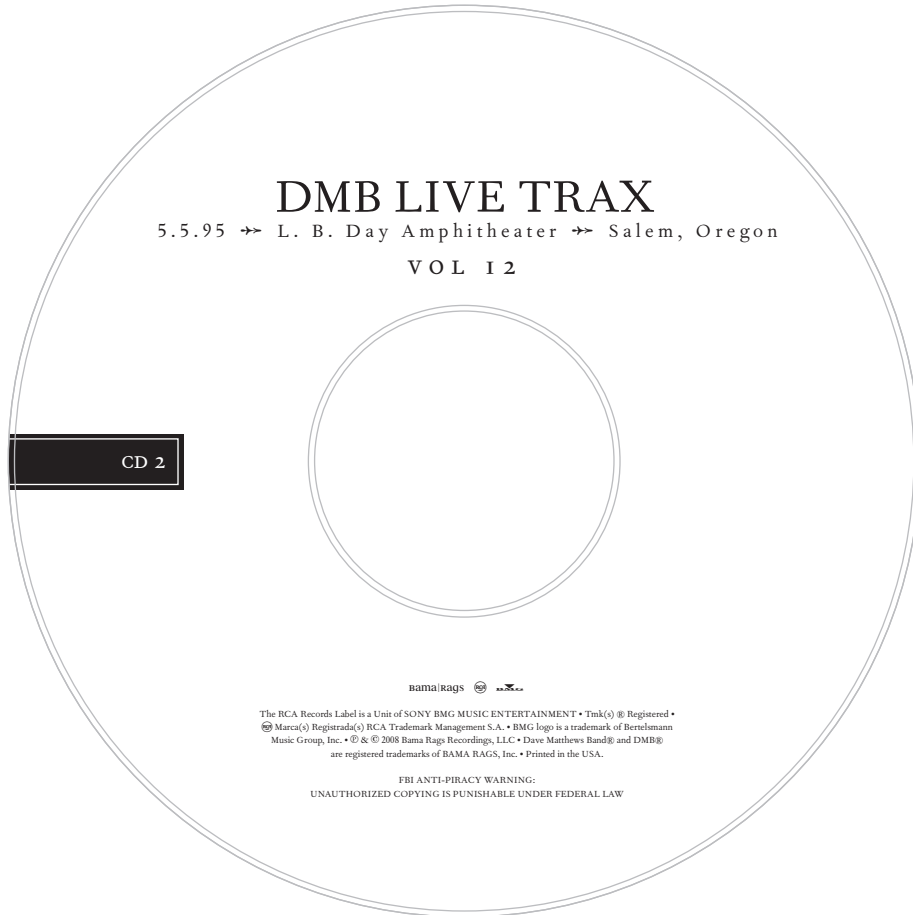 DMB LIVE TRAX
5.5.95 ➳ L. B. Day Amphitheater ➳ Salem, Oregon
VOL 12
CD 2
Bama|Rags RCA BMG
The RCA Records Label is a Unit of SONY BMG MUSIC ENTERTAINMENT • Tmk(s) ® Registered •
RCA Marca(s) Registrada(s) RCA Trademark Management S.A. • BMG logo is a trademark of Bertelsmann
Music Group, Inc. • ℗ & © 2008 Bama Rags Recordings, LLC • Dave Matthews Band® and DMB®
are registered trademarks of BAMA RAGS, Inc. • Printed in the USA.
FBI ANTI-PIRACY WARNING:
UNAUTHORIZED COPYING IS PUNISHABLE UNDER FEDERAL LAW